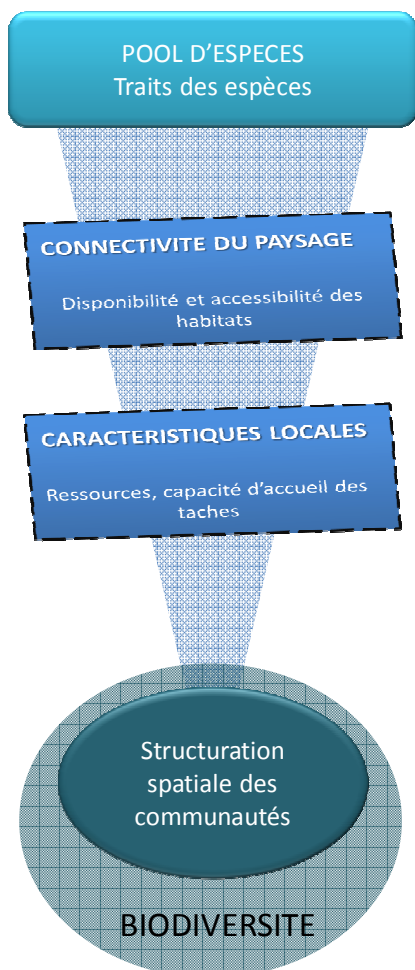 POOL D'ESPECES
Traits des espèces
CONNECTIVITE DU PAYSAGE
Disponibilité et accessibilité des
habitats
CARACTERISTIQUES LOCALES
Ressources, capacité d'accueil des
taches
Structuration
spatiale des
communautés
BIODIVERSITE